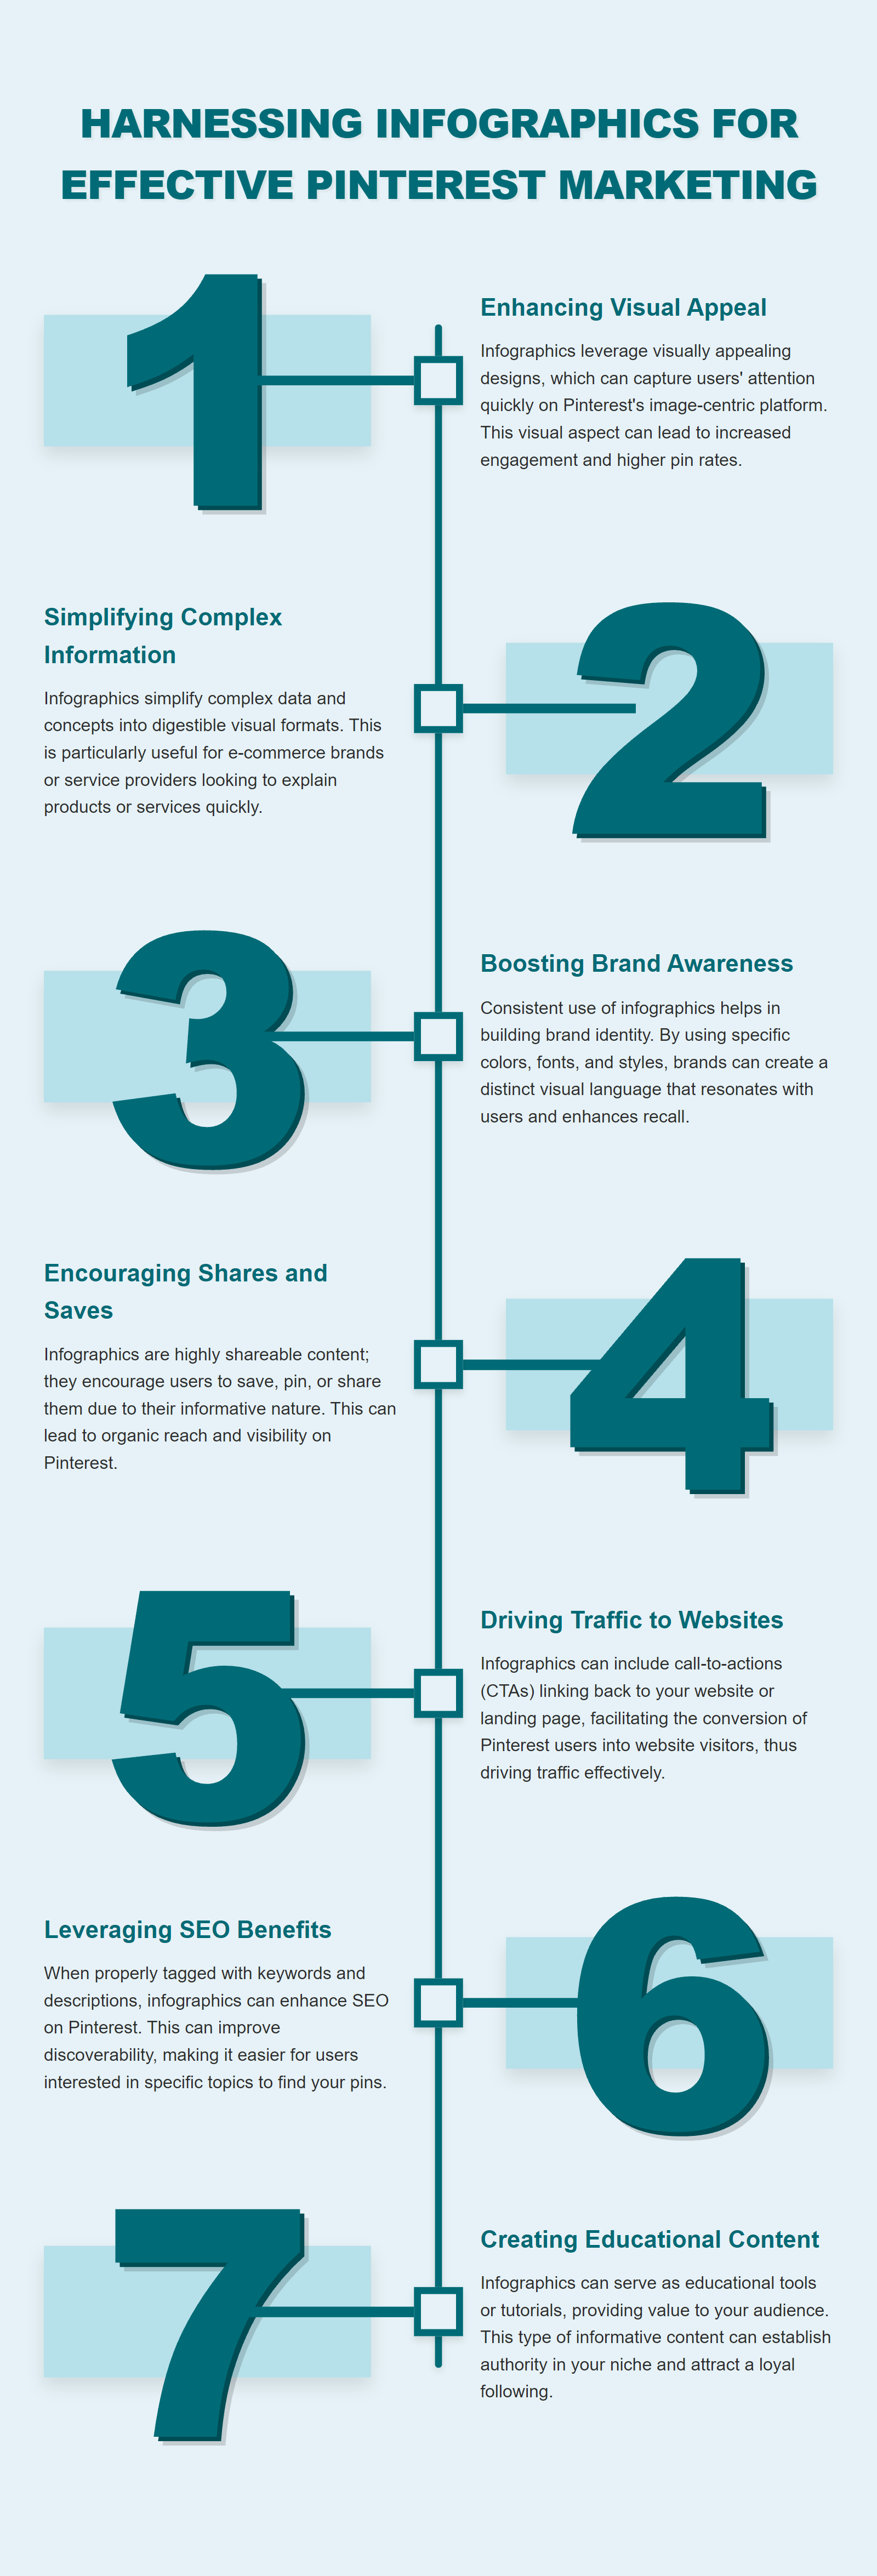 HARNESSING INFOGRAPHICS FOR
EFFECTIVE PINTEREST MARKETING
1
Enhancing Visual Appeal
Infographics leverage visually appealing
designs, which can capture users' attention
quickly on Pinterest's image-centric platform.
This visual aspect can lead to increased
engagement and higher pin rates.
2
Simplifying Complex
Information
Infographics simplify complex data and
concepts into digestible visual formats. This
is particularly useful for e-commerce brands
or service providers looking to explain
products or services quickly.
3
Boosting Brand Awareness
Consistent use of infographics helps in
building brand identity. By using specific
colors, fonts, and styles, brands can create a
distinct visual language that resonates with
users and enhances recall.
4
Encouraging Shares and
Saves
Infographics are highly shareable content;
they encourage users to save, pin, or share
them due to their informative nature. This can
lead to organic reach and visibility on
Pinterest.
5
Driving Traffic to Websites
Infographics can include call-to-actions
(CTAs) linking back to your website or
landing page, facilitating the conversion of
Pinterest users into website visitors, thus
driving traffic effectively.
6
Leveraging SEO Benefits
When properly tagged with keywords and
descriptions, infographics can enhance SEO
on Pinterest. This can improve
discoverability, making it easier for users
interested in specific topics to find your pins.
7
Creating Educational Content
Infographics can serve as educational tools
or tutorials, providing value to your audience.
This type of informative content can establish
authority in your niche and attract a loyal
following.